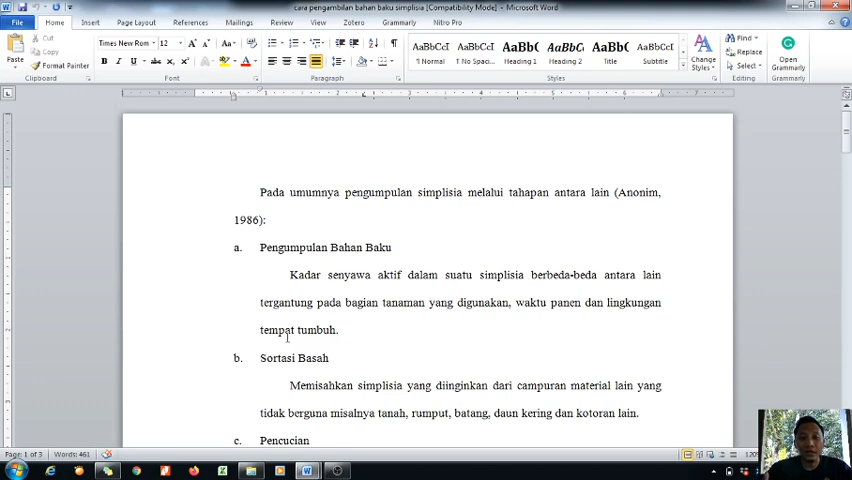 cara pengambilan bahan baku simplisia [Compatibility Mode] - Microsoft Word
File Home Insert Page Layout References Mailings Review View Zotero Grammarly Nitro Pro
Cut
Copy
Format Painter
Paste
Clipboard
Times New Rom 12
Font
Paragraph
AaBbCcI AaBbCcI AaBbC AaBbCc AaBbC AaBbCcI
¶ Normal ¶ No Spac... Heading 1 Heading 2 Title Subtitle
Change
Styles
Styles
Find
Replace
Select
Editing
Open
Grammarly
Grammarly
Pada umumnya pengumpulan simplisia melalui tahapan antara lain (Anonim,
1986):
a. Pengumpulan Bahan Baku
Kadar senyawa aktif dalam suatu simplisia berbeda-beda antara lain
tergantung pada bagian tanaman yang digunakan, waktu panen dan lingkungan
tempat tumbuh.
b. Sortasi Basah
Memisahkan simplisia yang diinginkan dari campuran material lain yang
tidak berguna misalnya tanah, rumput, batang, daun kering dan kotoran lain.
c. Pencucian
Page: 1 of 3 Words: 461